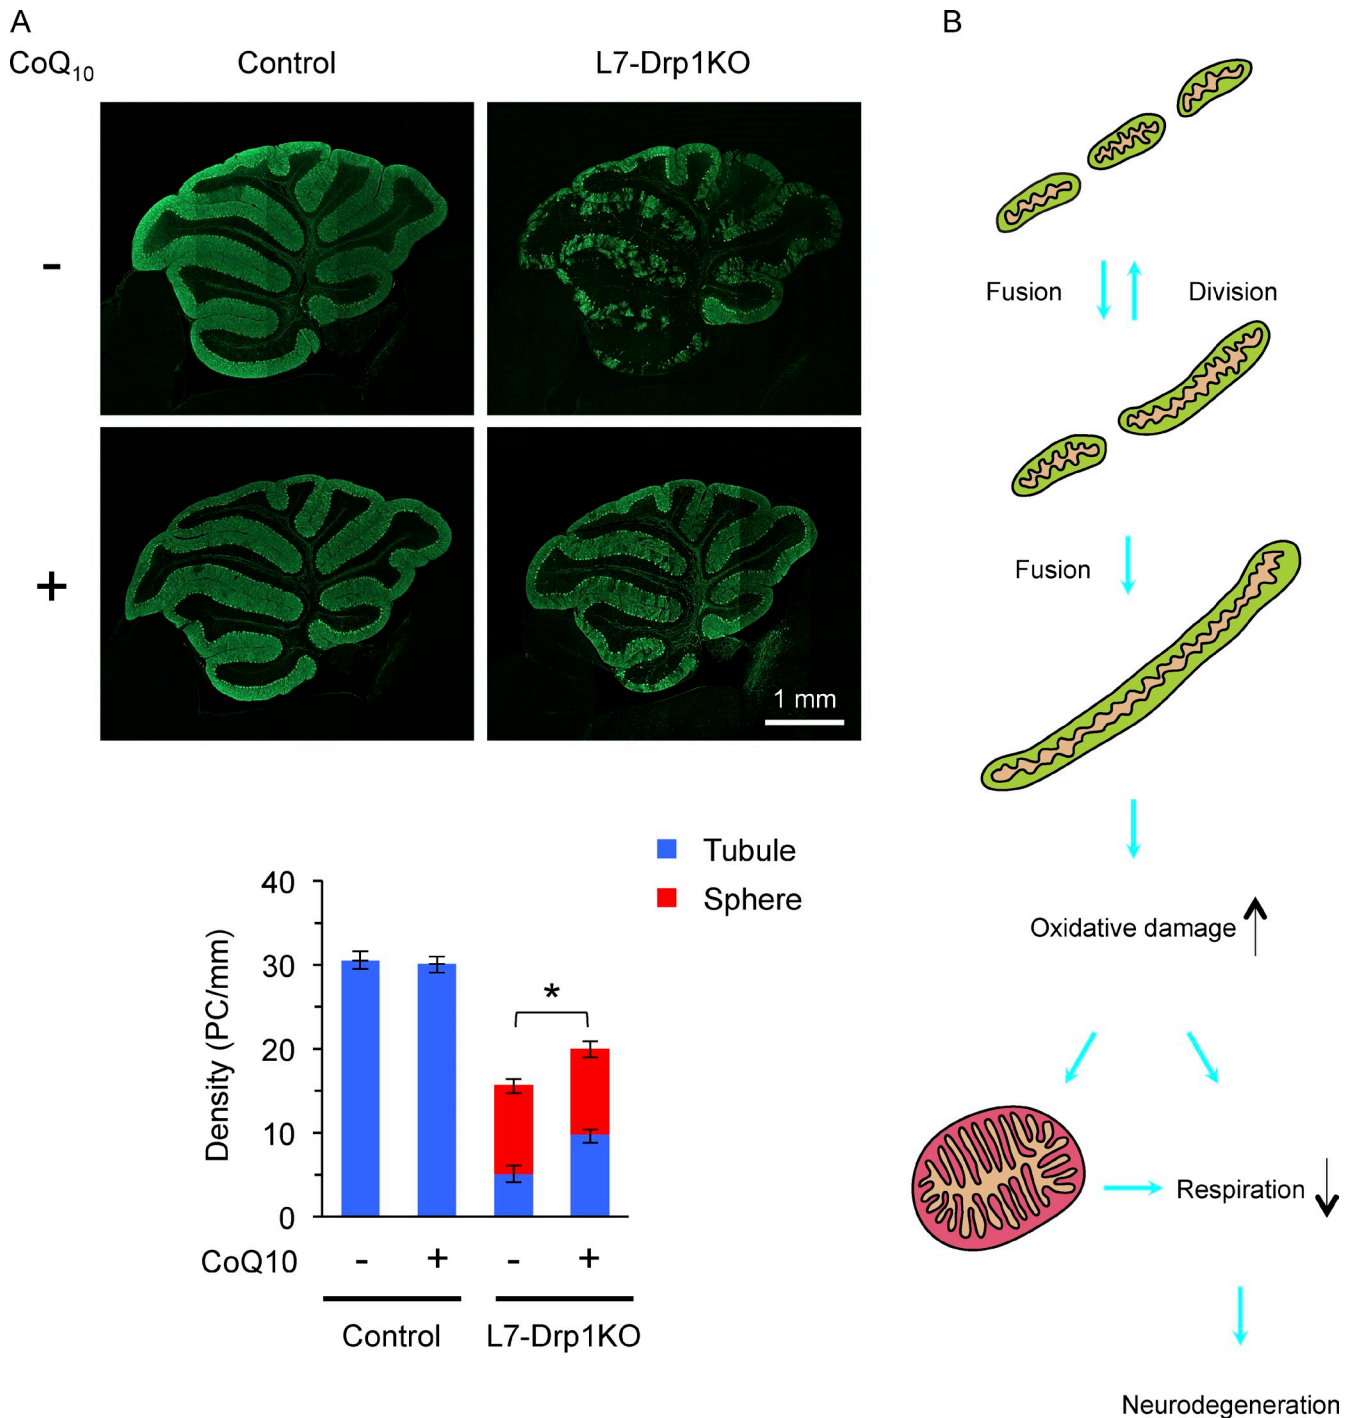 A
CoQ10 Control L7-Drp1KO
-
+
1 mm
Tubule
Sphere
Density (PC/mm)
40
30
20
10
0
*
CoQ10 - + - +
Control L7-Drp1KO
B
Fusion Division
Fusion
Oxidative damage
Respiration
Neurodegeneration